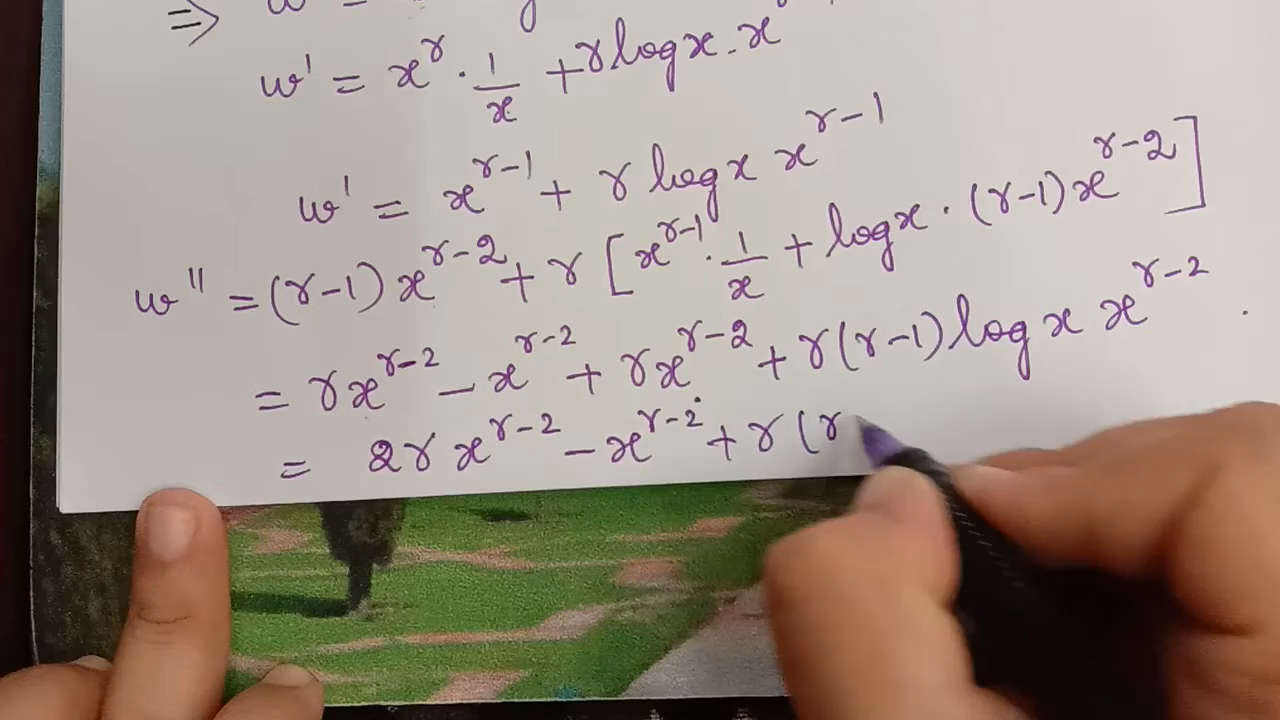 ⇒ w =
w' = x^r · 1/x + r log x · x
w' = x^{r-1} + r log x x^{r-1}
w'' = (r-1) x^{r-2} + r [ x^{r-1} · 1/x + log x · (r-1) x^{r-2} ]
= r x^{r-2} - x^{r-2} + r x^{r-2} + r(r-1) log x x^{r-2}
= 2r x^{r-2} - x^{r-2} + r (r